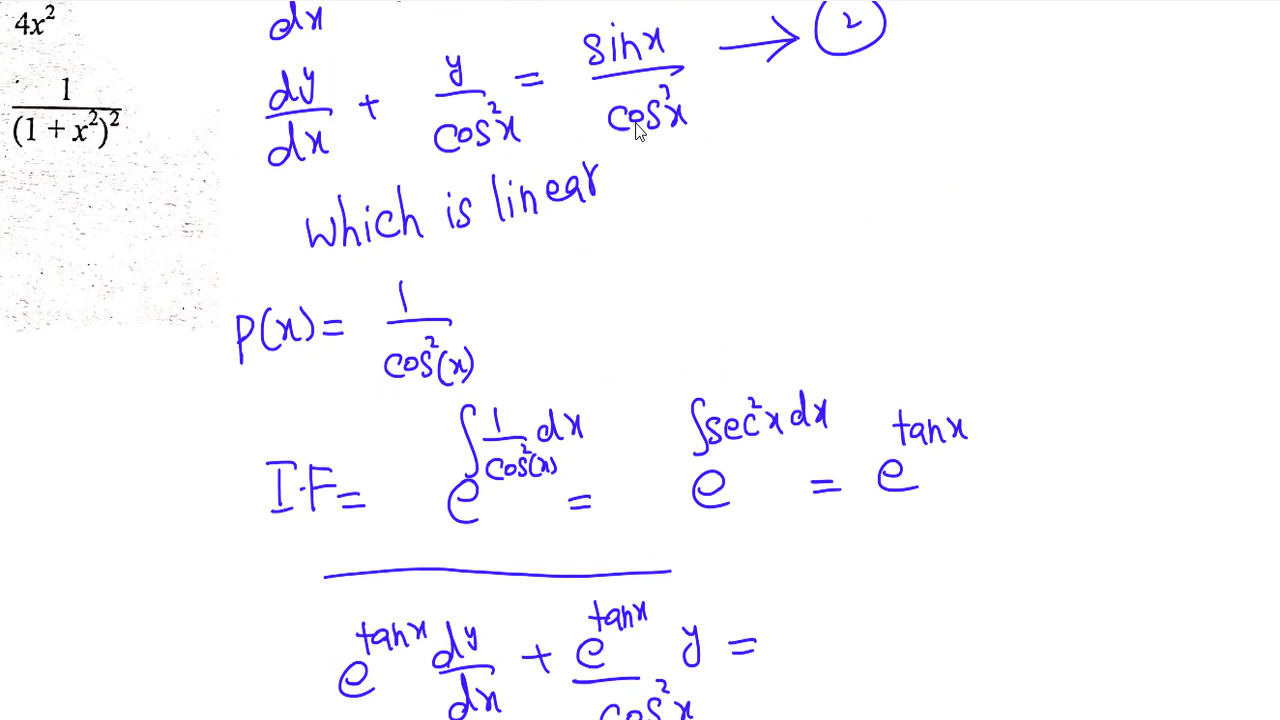 4x²
1/(1 + x²)²
dx
dy/dx + y/cos²x = sinx/cos³x → ②
which is linear
P(x) = 1/cos²(x)
I.F = e^∫1/cos²(x) dx = e^∫sec²x dx = e^tanx
e^tanx dy/dx + e^tanx/cos²x y =